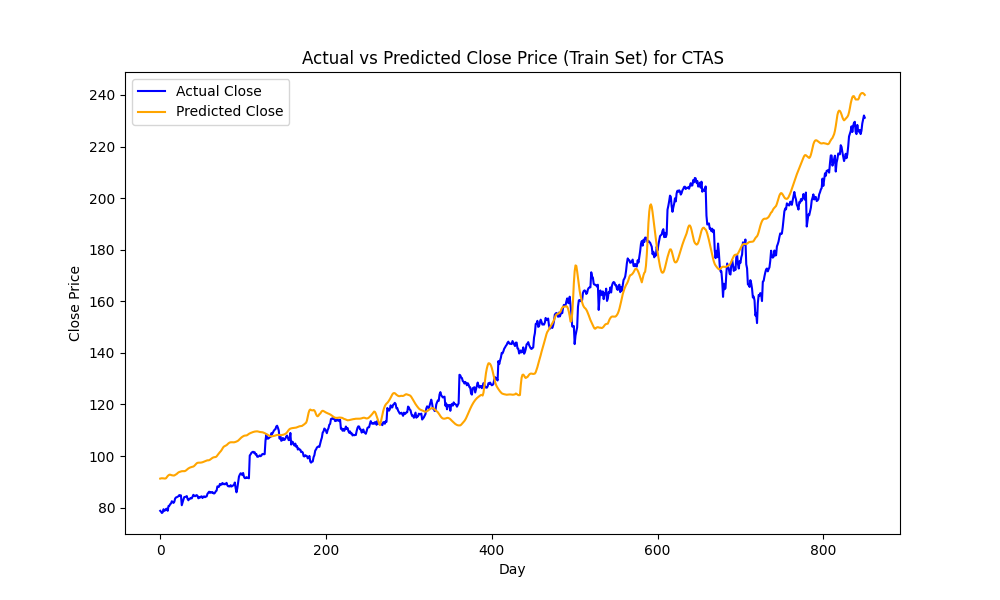 Actual vs Predicted Close Price (Train Set) for CTAS
Actual Close
Predicted Close
Close Price
240
220
200
180
160
140
120
100
80
0 200 400 600 800
Day